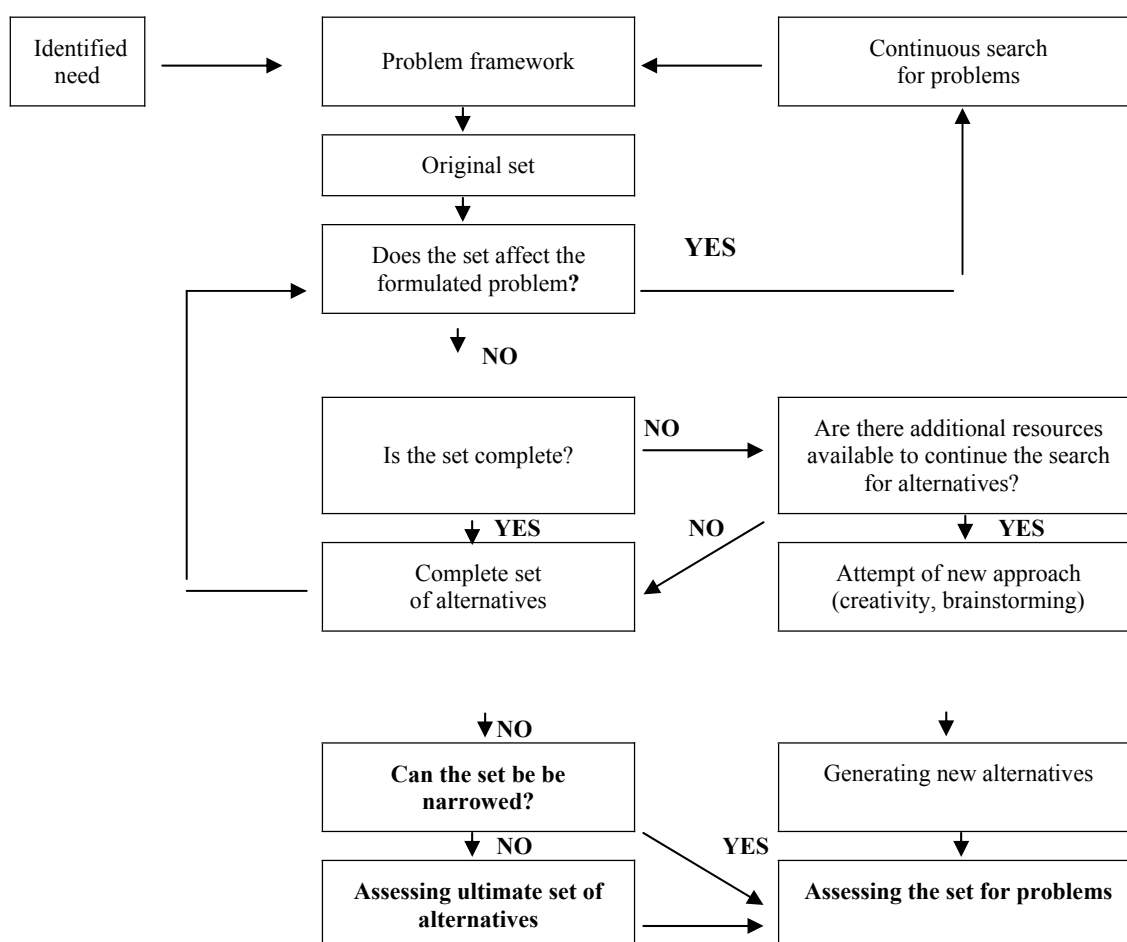 Identified
need
Problem framework
Continuous search
for problems
Original set
Does the set affect the
formulated problem?
YES
NO
Is the set complete?
NO
Are there additional resources
available to continue the search
for alternatives?
YES
NO
YES
Complete set
of alternatives
Attempt of new approach
(creativity, brainstorming)
NO
Can the set be be
narrowed?
Generating new alternatives
NO
YES
Assessing ultimate set of
alternatives
Assessing the set for problems